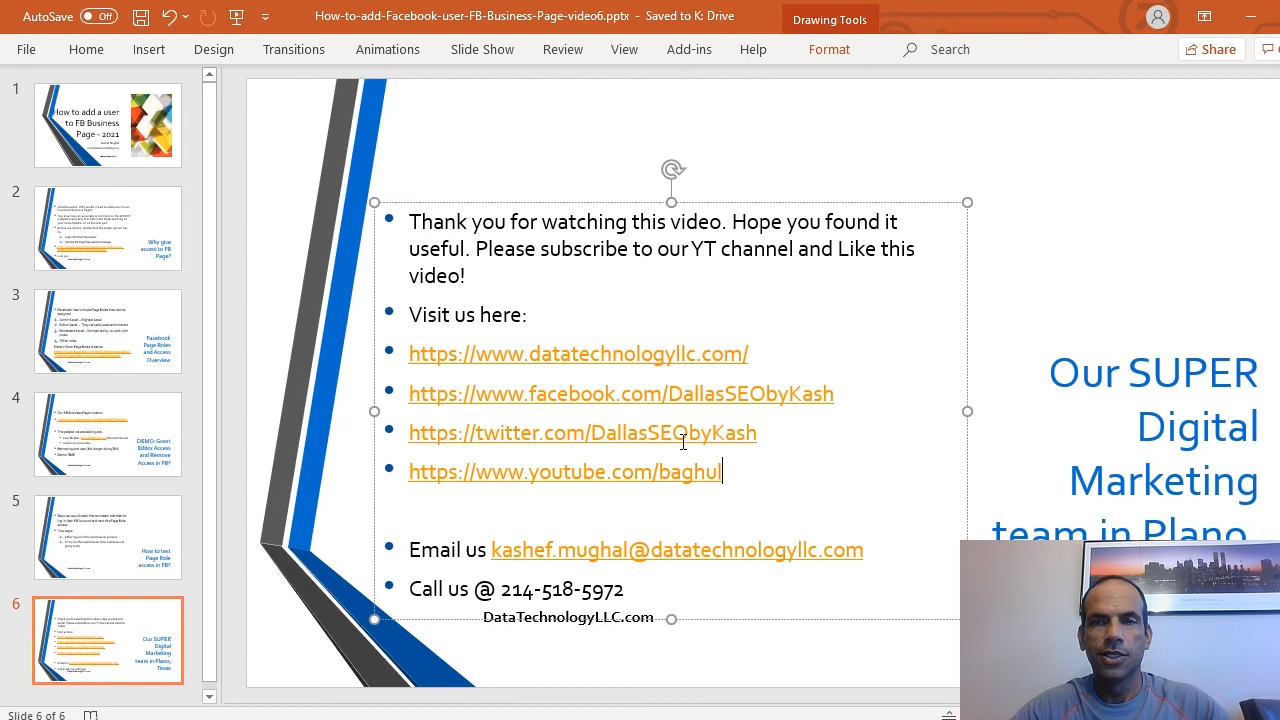 AutoSave Off How-to-add-Facebook-user-FB-Business-Page-video6.pptx - Saved to K: Drive Drawing Tools
File Home Insert Design Transitions Animations Slide Show Review View Add-ins Help Format Search Share
1
How to add a user
to FB Business
Page - 2021
2
Why give
access to FB
Page?
3
Facebook
Page Roles
and Access
Overview
4
DEMO: Grant
Editor Access
and Remove
Access in FB?
5
How to test
Page Role
access in FB?
6
Our SUPER
Digital
Marketing
team in Plano,
Texas
Thank you for watching this video. Hope you found it
useful. Please subscribe to our YT channel and Like this
video!
Visit us here:
https://www.datatechnologyllc.com/
https://www.facebook.com/DallasSEObyKash
https://twitter.com/DallasSEObyKash
https://www.youtube.com/baghul
Email us kashef.mughal@datatechnologyllc.com
Call us @ 214-518-5972
DataTechnologyLLC.com
Our SUPER
Digital
Marketing
team in Plano,
Slide 6 of 6